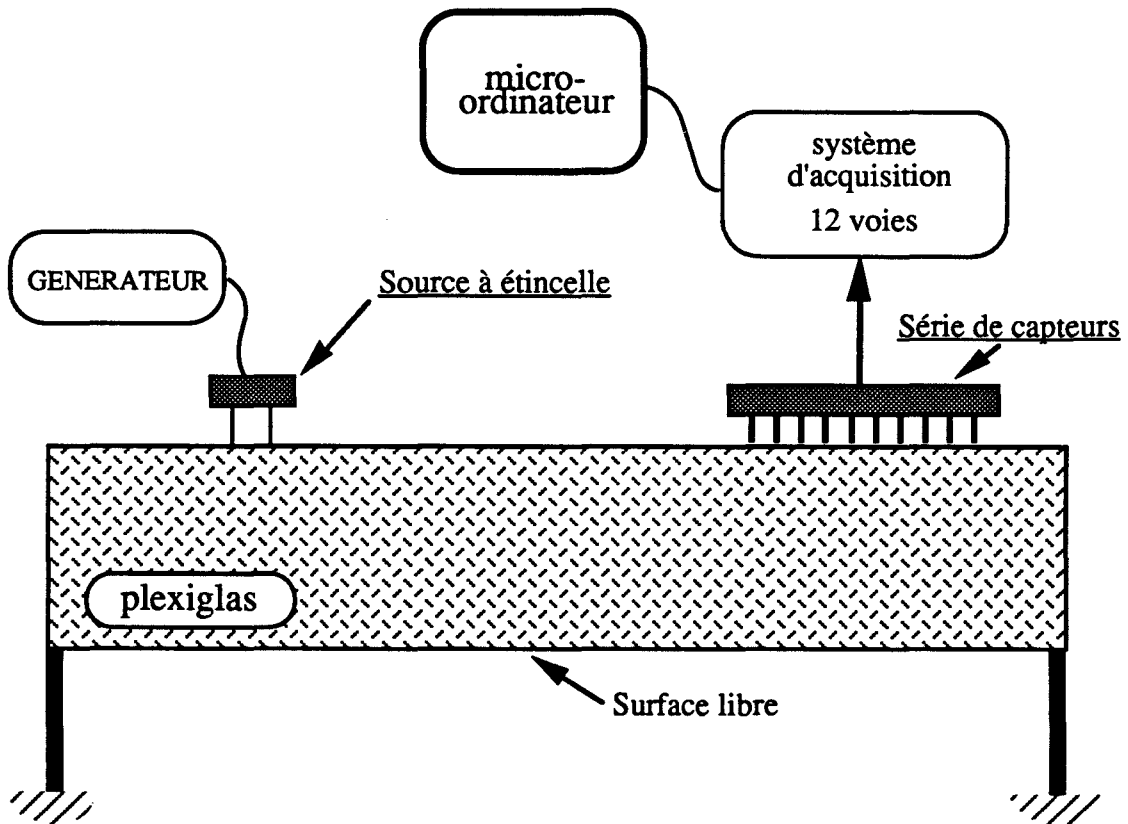 micro-
ordinateur
système
d'acquisition
12 voies
GENERATEUR
Source à étincelle
Série de capteurs
plexiglas
Surface libre